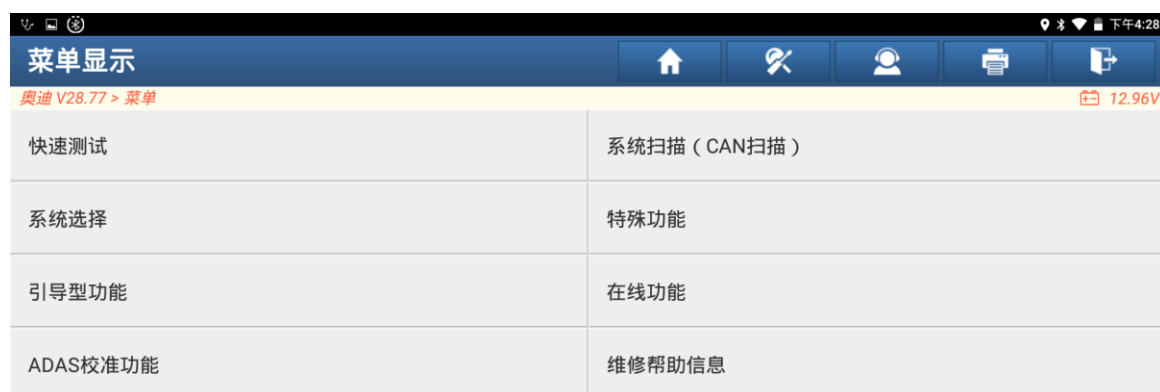 下午4:28
菜单显示
奥迪 V28.77 > 菜单 12.96V
快速测试 系统扫描（CAN扫描）
系统选择 特殊功能
引导型功能 在线功能
ADAS校准功能 维修帮助信息